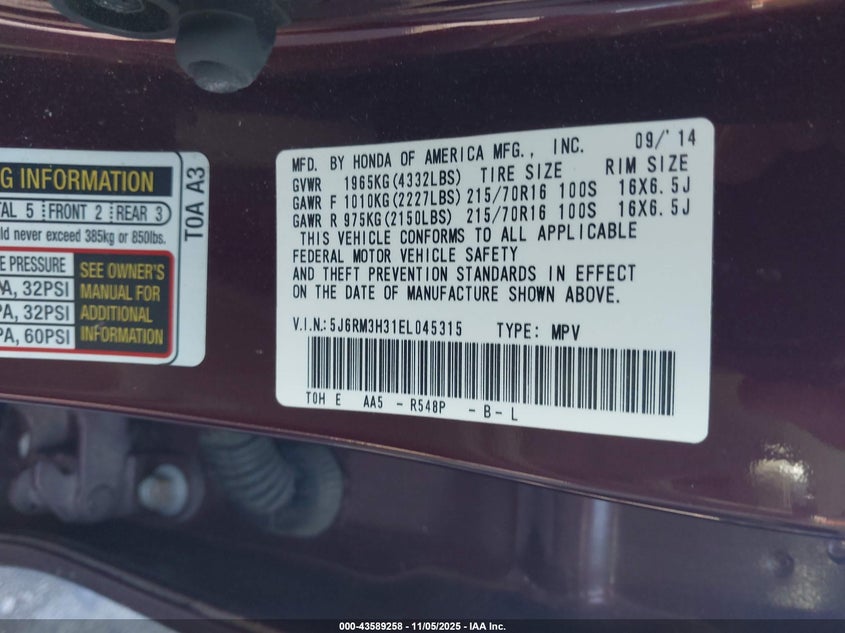 G INFORMATION
TAL 5 FRONT 2 REAR 3
ld never exceed 385kg or 850lbs.
E PRESSURE
A, 32PSI
PA, 32PSI
PA, 60PSI
SEE OWNER'S
MANUAL FOR
ADDITIONAL
INFORMATION
T0A A3
09/'14
MFD. BY HONDA OF AMERICA MFG., INC.
GVWR 1965KG(4332LBS) TIRE SIZE RIM SIZE
GAWR F 1010KG(2227LBS) 215/70R16 100S 16X6.5J
GAWR R 975KG(2150LBS) 215/70R16 100S 16X6.5J
THIS VEHICLE CONFORMS TO ALL APPLICABLE
FEDERAL MOTOR VEHICLE SAFETY
AND THEFT PREVENTION STANDARDS IN EFFECT
ON THE DATE OF MANUFACTURE SHOWN ABOVE.
V.I.N.: 5J6RM3H31EL045315 TYPE: MPV
T0H E AA5 - R548P - B - L
000-43589258 - 11/05/2025 - IAA Inc.